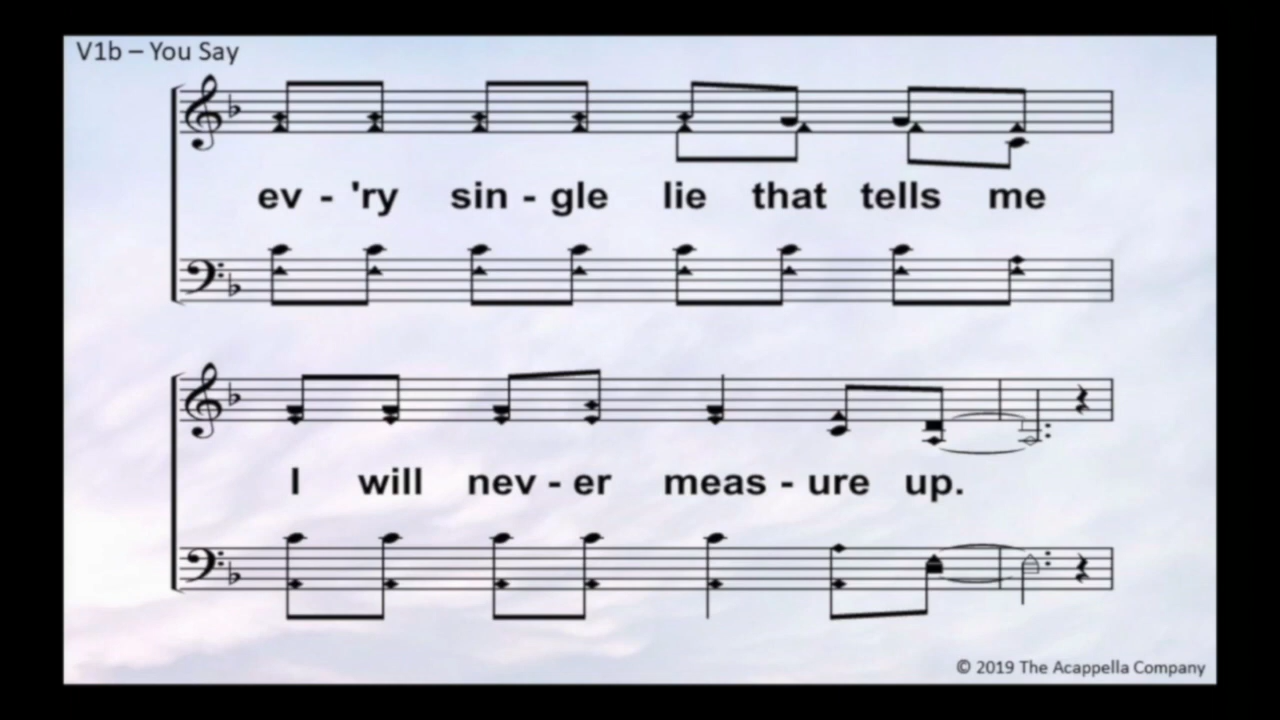 V1b – You Say
ev - 'ry sin - gle lie that tells me
I will nev - er meas - ure up.
© 2019 The Acappella Company